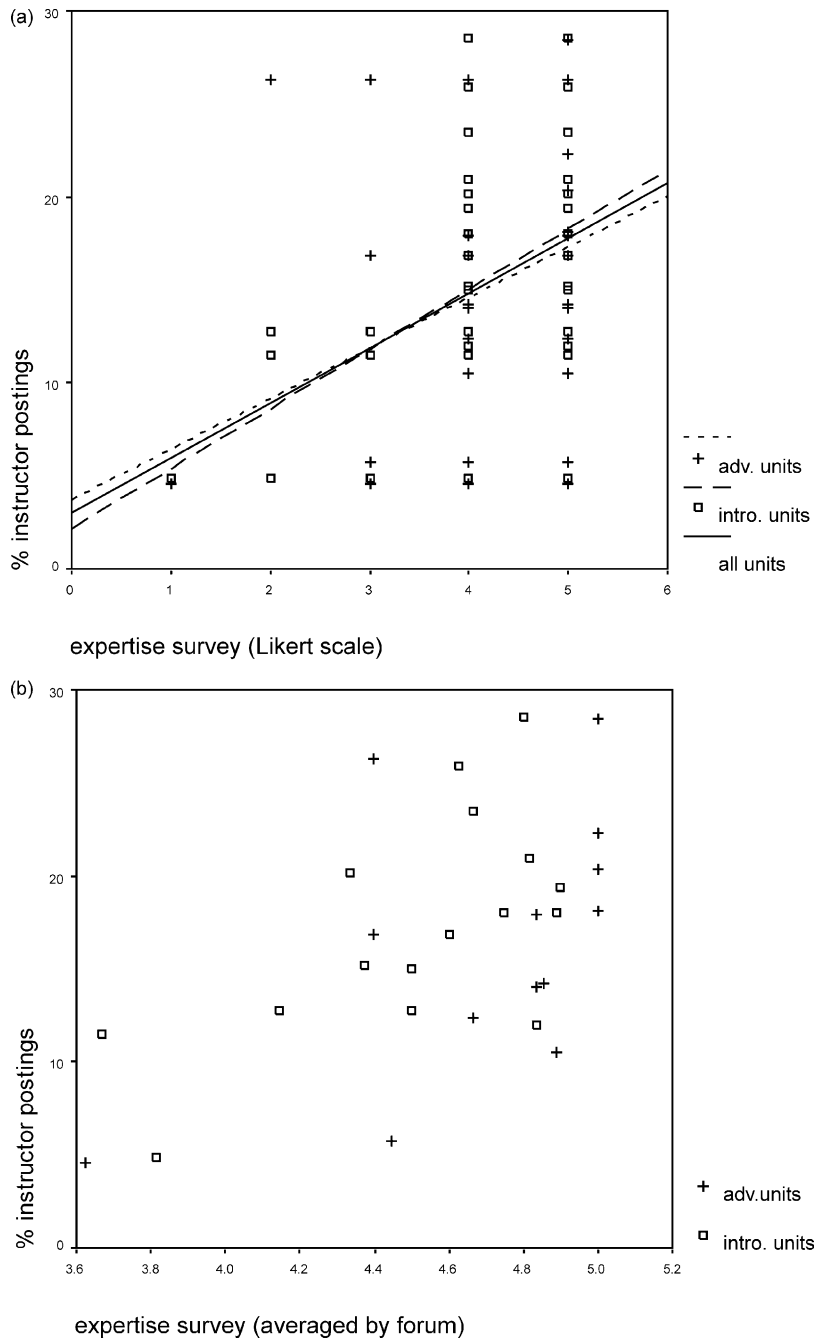 (a)
30
20
10
0
% instructor postings
0 1 2 3 4 5 6
expertise survey (Likert scale)
adv. units
intro. units
all units
(b)
30
20
10
0
% instructor postings
3.6 3.8 4.0 4.2 4.4 4.6 4.8 5.0 5.2
expertise survey (averaged by forum)
adv.units
intro. units